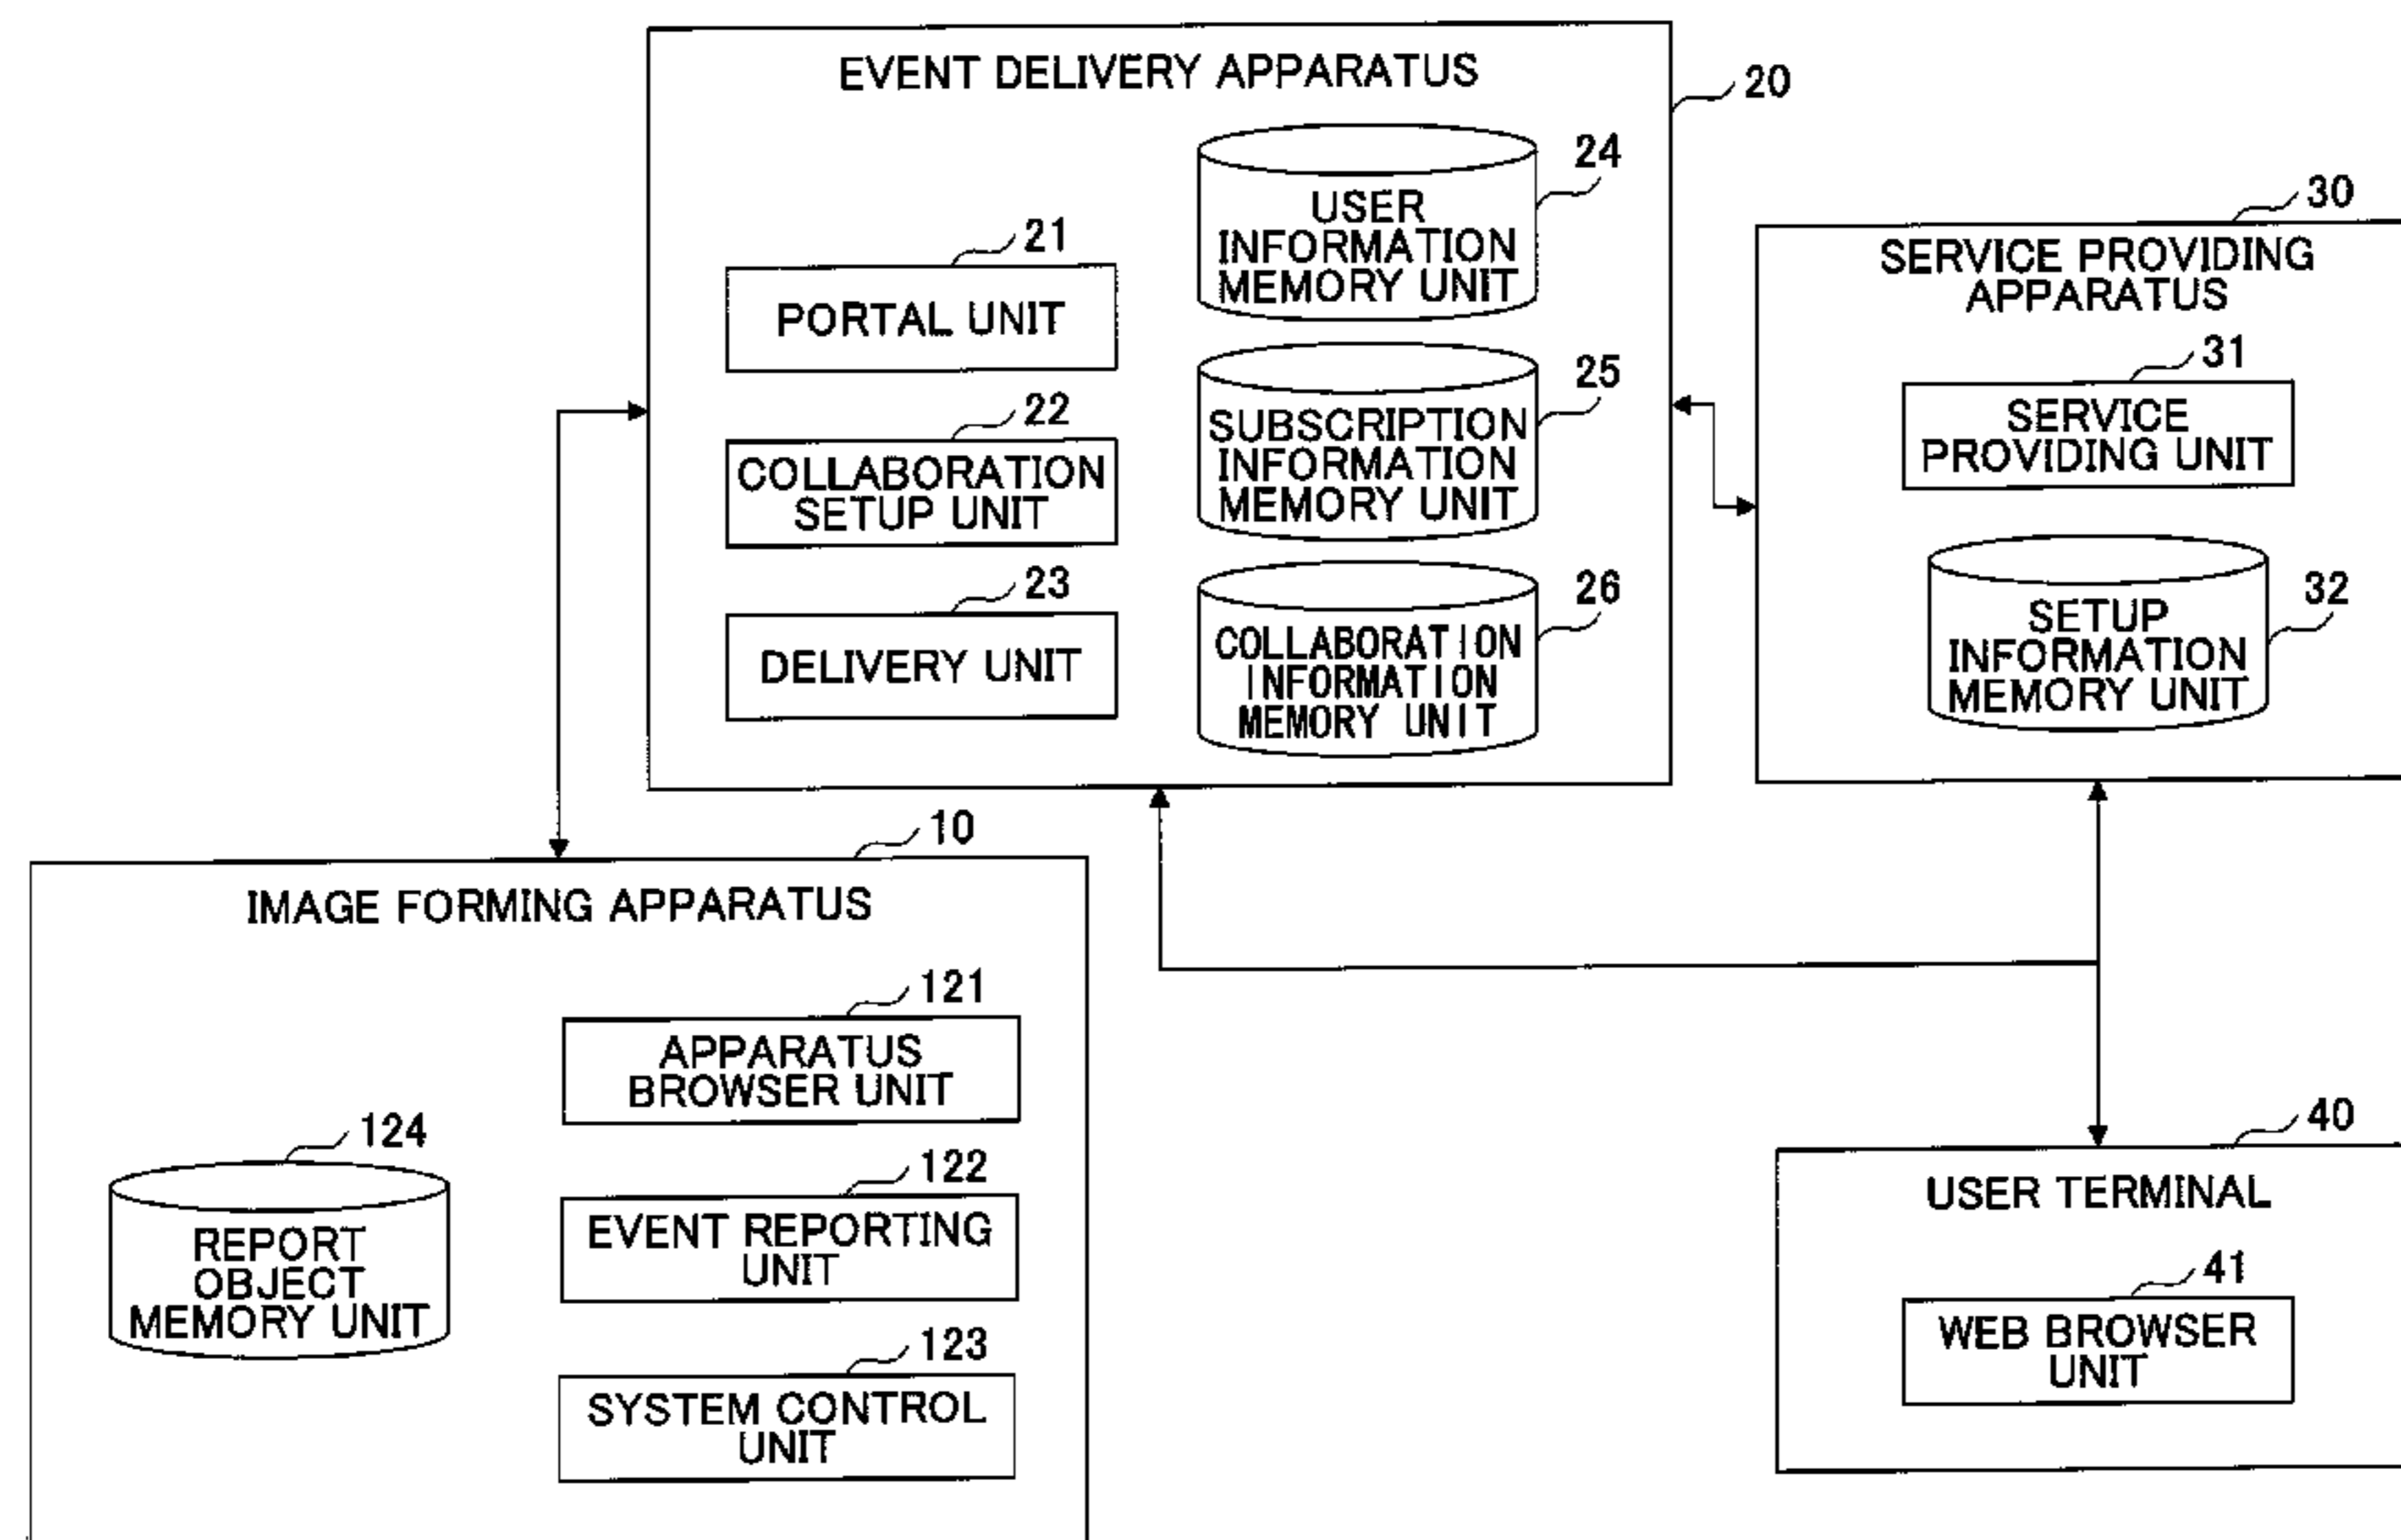 EVENT DELIVERY APPARATUS
20
21
PORTAL UNIT
22
COLLABORATION
SETUP UNIT
23
DELIVERY UNIT
24
USER
INFORMATION
MEMORY UNIT
25
SUBSCRIPTION
INFORMATION
MEMORY UNIT
26
COLLABORATION
INFORMATION
MEMORY UNIT
30
SERVICE PROVIDING
APPARATUS
31
SERVICE
PROVIDING UNIT
32
SETUP
INFORMATION
MEMORY UNIT
10
IMAGE FORMING APPARATUS
121
APPARATUS
BROWSER UNIT
124
REPORT
OBJECT
MEMORY UNIT
122
EVENT REPORTING
UNIT
123
SYSTEM CONTROL
UNIT
40
USER TERMINAL
41
WEB BROWSER
UNIT